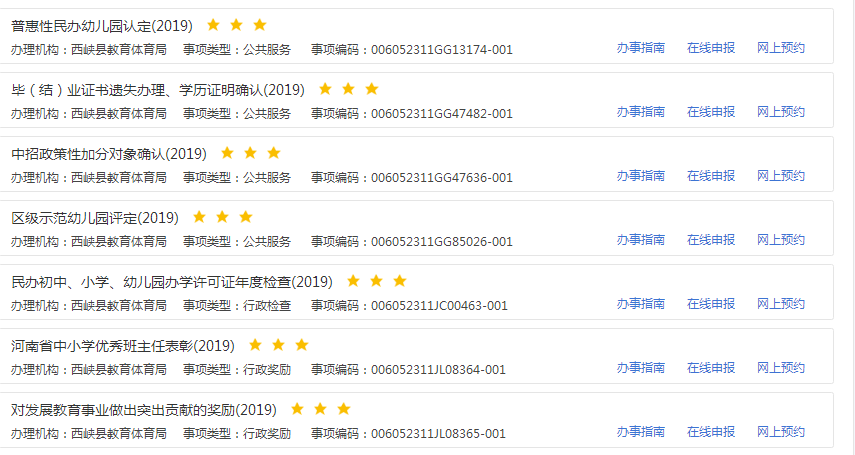 普惠性民办幼儿园认定(2019)
办理机构：西峡县教育体育局 事项类型：公共服务 事项编码：006052311GG13174-001 办事指南 在线申报 网上预约
毕（结）业证书遗失办理、学历证明确认(2019)
办理机构：西峡县教育体育局 事项类型：公共服务 事项编码：006052311GG47482-001 办事指南 在线申报 网上预约
中招政策性加分对象确认(2019)
办理机构：西峡县教育体育局 事项类型：公共服务 事项编码：006052311GG47636-001 办事指南 在线申报 网上预约
区级示范幼儿园评定(2019)
办理机构：西峡县教育体育局 事项类型：公共服务 事项编码：006052311GG85026-001 办事指南 在线申报 网上预约
民办初中、小学、幼儿园办学许可证年度检查(2019)
办理机构：西峡县教育体育局 事项类型：行政检查 事项编码：006052311JC00463-001 办事指南 在线申报 网上预约
河南省中小学优秀班主任表彰(2019)
办理机构：西峡县教育体育局 事项类型：行政奖励 事项编码：006052311JL08364-001 办事指南 在线申报 网上预约
对发展教育事业做出突出贡献的奖励(2019)
办理机构：西峡县教育体育局 事项类型：行政奖励 事项编码：006052311JL08365-001 办事指南 在线申报 网上预约